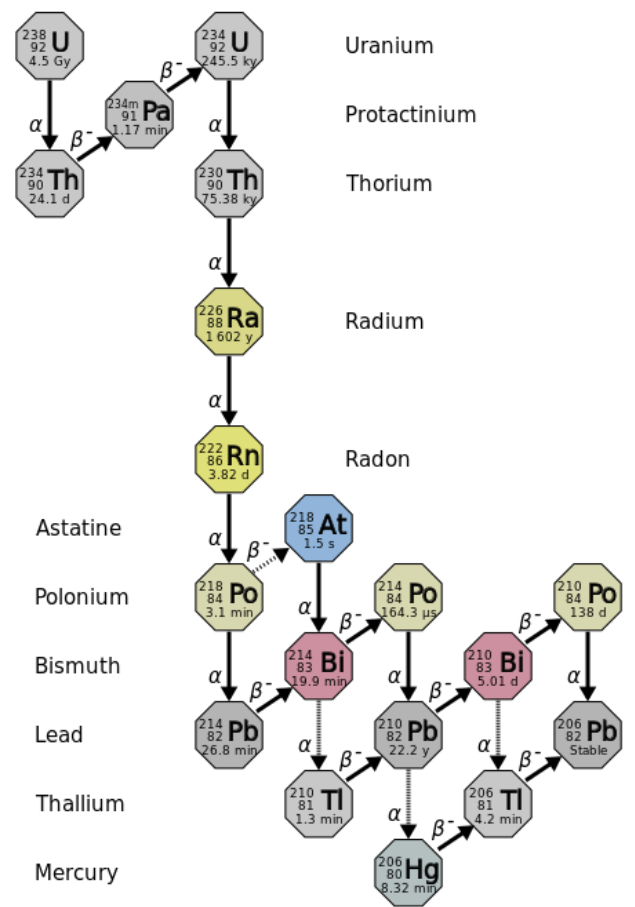 238
92 U
4.5 Gy
234
92 U
245.5 ky
Uranium
β⁻
234m
91 Pa
1.17 min
Protactinium
α
β⁻
α
234
90 Th
24.1 d
230
90 Th
75.38 ky
Thorium
α
226
88 Ra
1 602 y
Radium
α
222
86 Rn
3.82 d
Radon
Astatine
α
β⁻
218
85 At
1.5 s
Polonium
218
84 Po
3.1 min
α
β⁻
214
84 Po
164.3 µs
210
84 Po
138 d
β⁻
Bismuth
α
β⁻
214
83 Bi
19.9 min
α
β⁻
210
83 Bi
5.01 d
α
Lead
214
82 Pb
26.8 min
α
β⁻
210
82 Pb
22.2 y
α
β⁻
206
82 Pb
Stable
Thallium
210
81 Tl
1.3 min
α
β⁻
206
81 Tl
4.2 min
Mercury
206
80 Hg
8.32 min